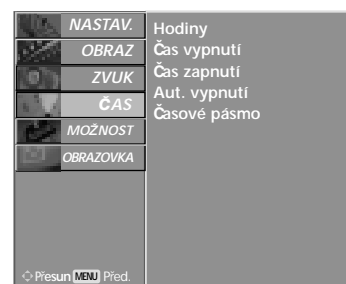 NASTAV.
OBRAZ
ZVUK
ČAS
MOŽNOST
OBRAZOVKA
Hodiny
Čas vypnutí
Čas zapnutí
Aut. vypnutí
Časové pásmo
Přesun MENU Před.